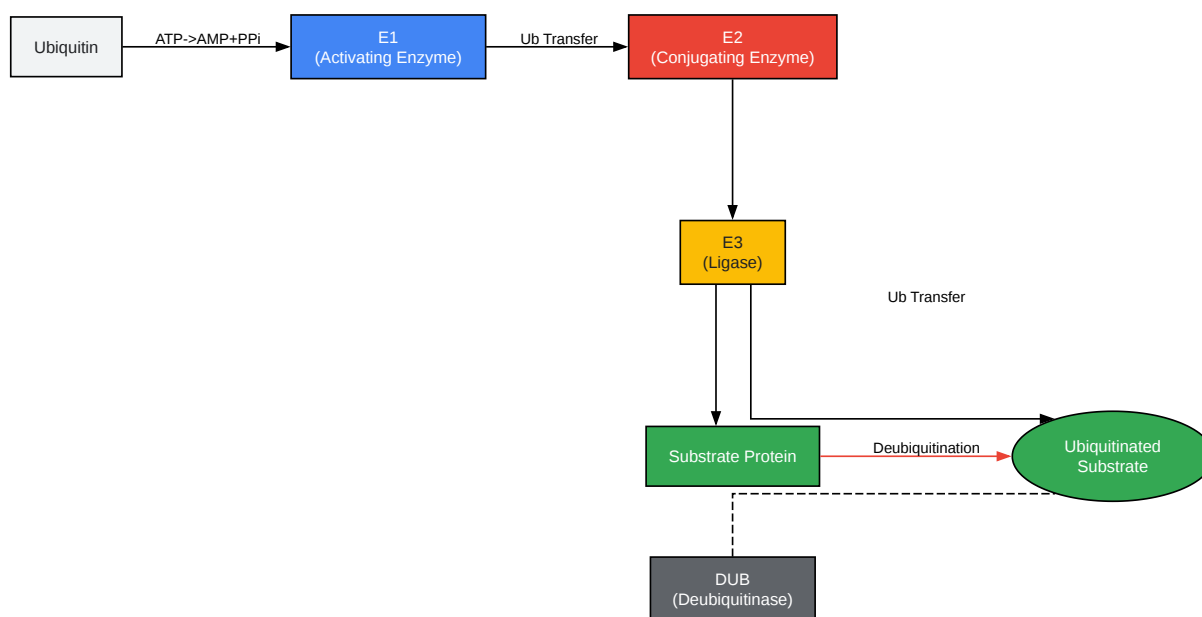 Ubiquitin
ATP->AMP+PPi
E1
(Activating Enzyme)
Ub Transfer
E2
(Conjugating Enzyme)
E3
(Ligase)
Ub Transfer
Substrate Protein
Deubiquitination
Ubiquitinated
Substrate
DUB
(Deubiquitinase)